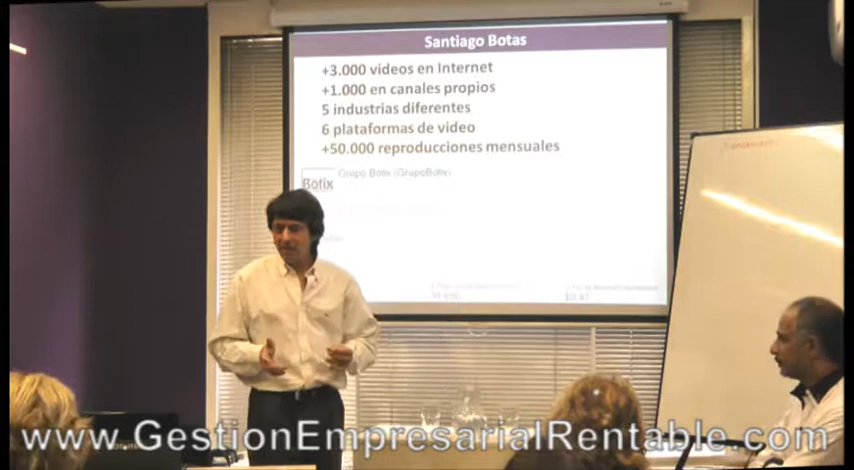 Santiago Botas
+3.000 videos en Internet
+1.000 en canales propios
5 industrias diferentes
6 plataformas de video
+50.000 reproducciones mensuales
Grupo Botix (GrupoBotix)
Botix
www.GestionEmpresarialRentable.com